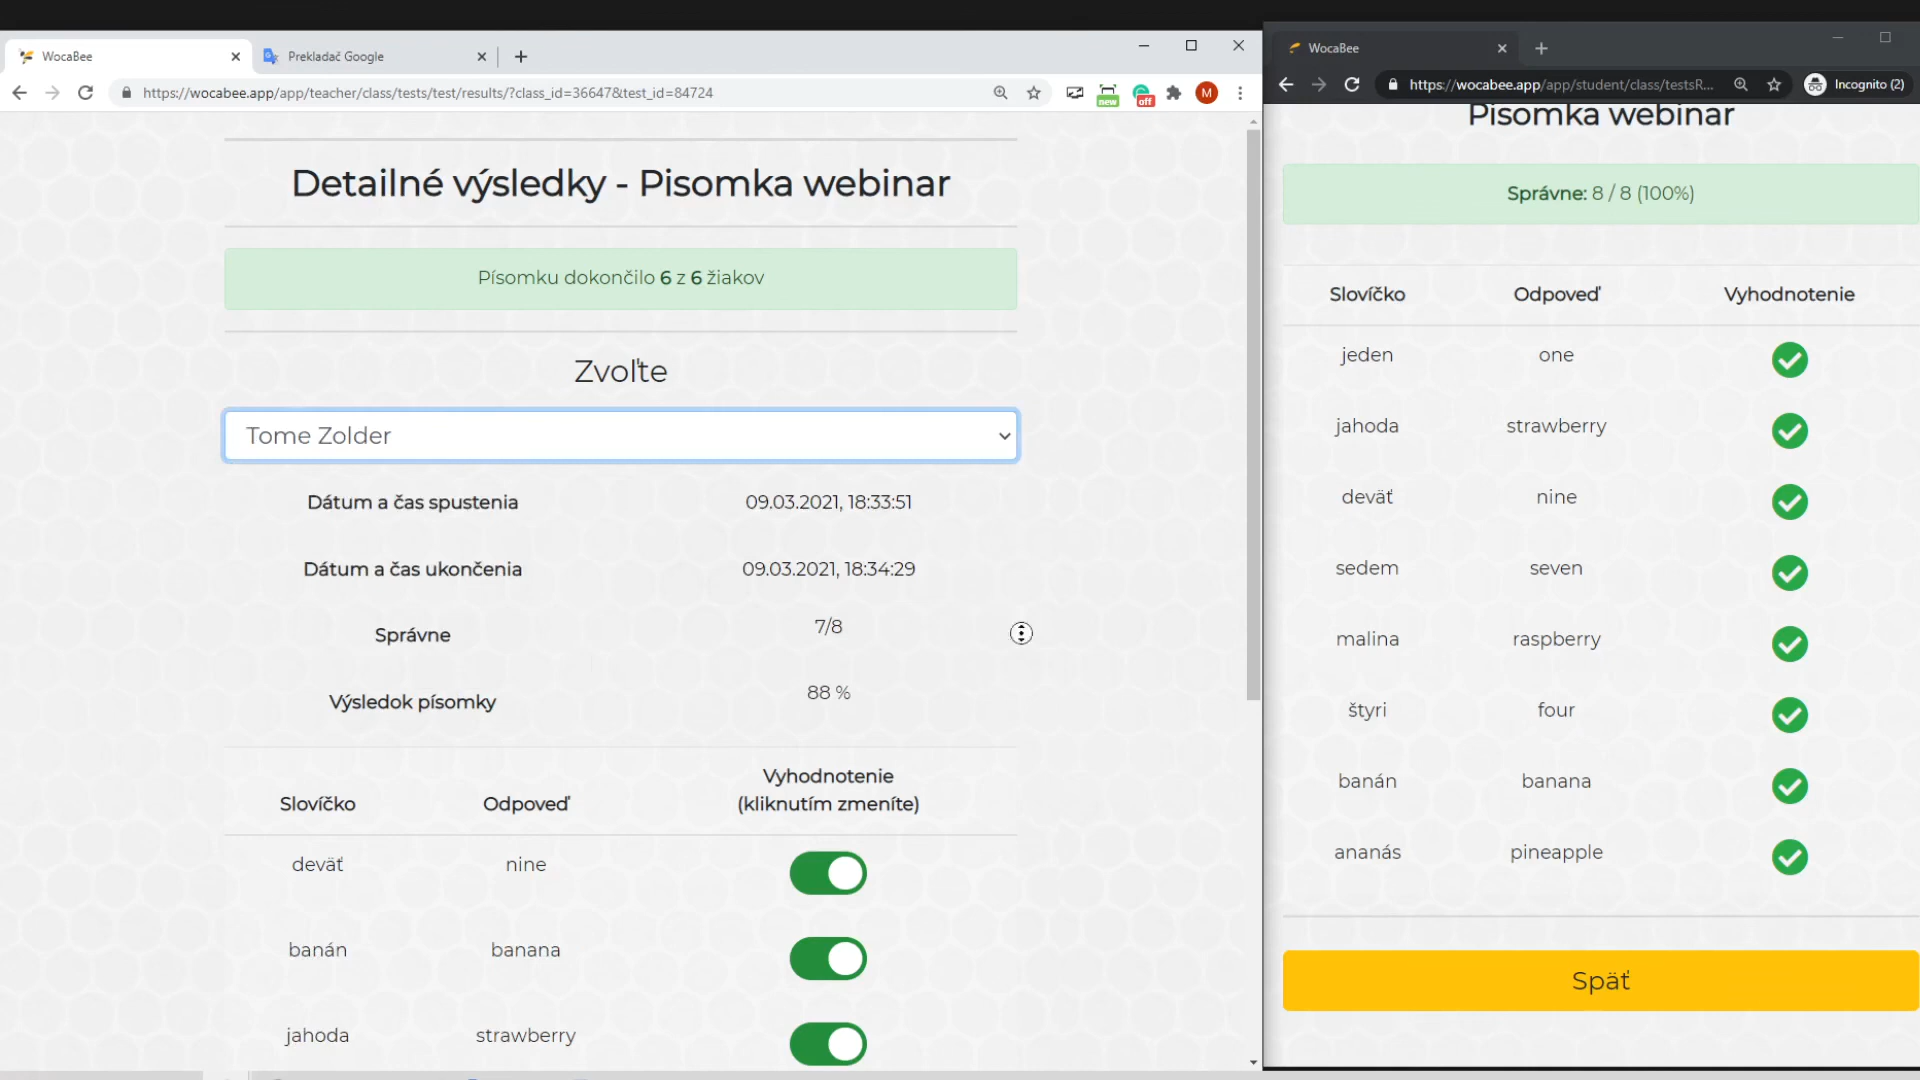 WocaBee
Prekladač Google
https://wocabee.app/app/teacher/class/tests/test/results/?class_id=36647&test_id=84724
new
off
M
Detailné výsledky - Pisomka webinar
Písomku dokončilo 6 z 6 žiakov
Zvoľte
Tome Zolder
Dátum a čas spustenia 09.03.2021, 18:33:51
Dátum a čas ukončenia 09.03.2021, 18:34:29
Správne 7/8
Výsledok písomky 88 %
Slovíčko Odpoveď Vyhodnotenie
(kliknutím zmeníte)
deväť nine
banán banana
jahoda strawberry
WocaBee
https://wocabee.app/app/student/class/testsR...
Incognito (2)
Pisomka webinar
Správne: 8 / 8 (100%)
Slovíčko Odpoveď Vyhodnotenie
jeden one
jahoda strawberry
deväť nine
sedem seven
malina raspberry
štyri four
banán banana
ananás pineapple
Späť